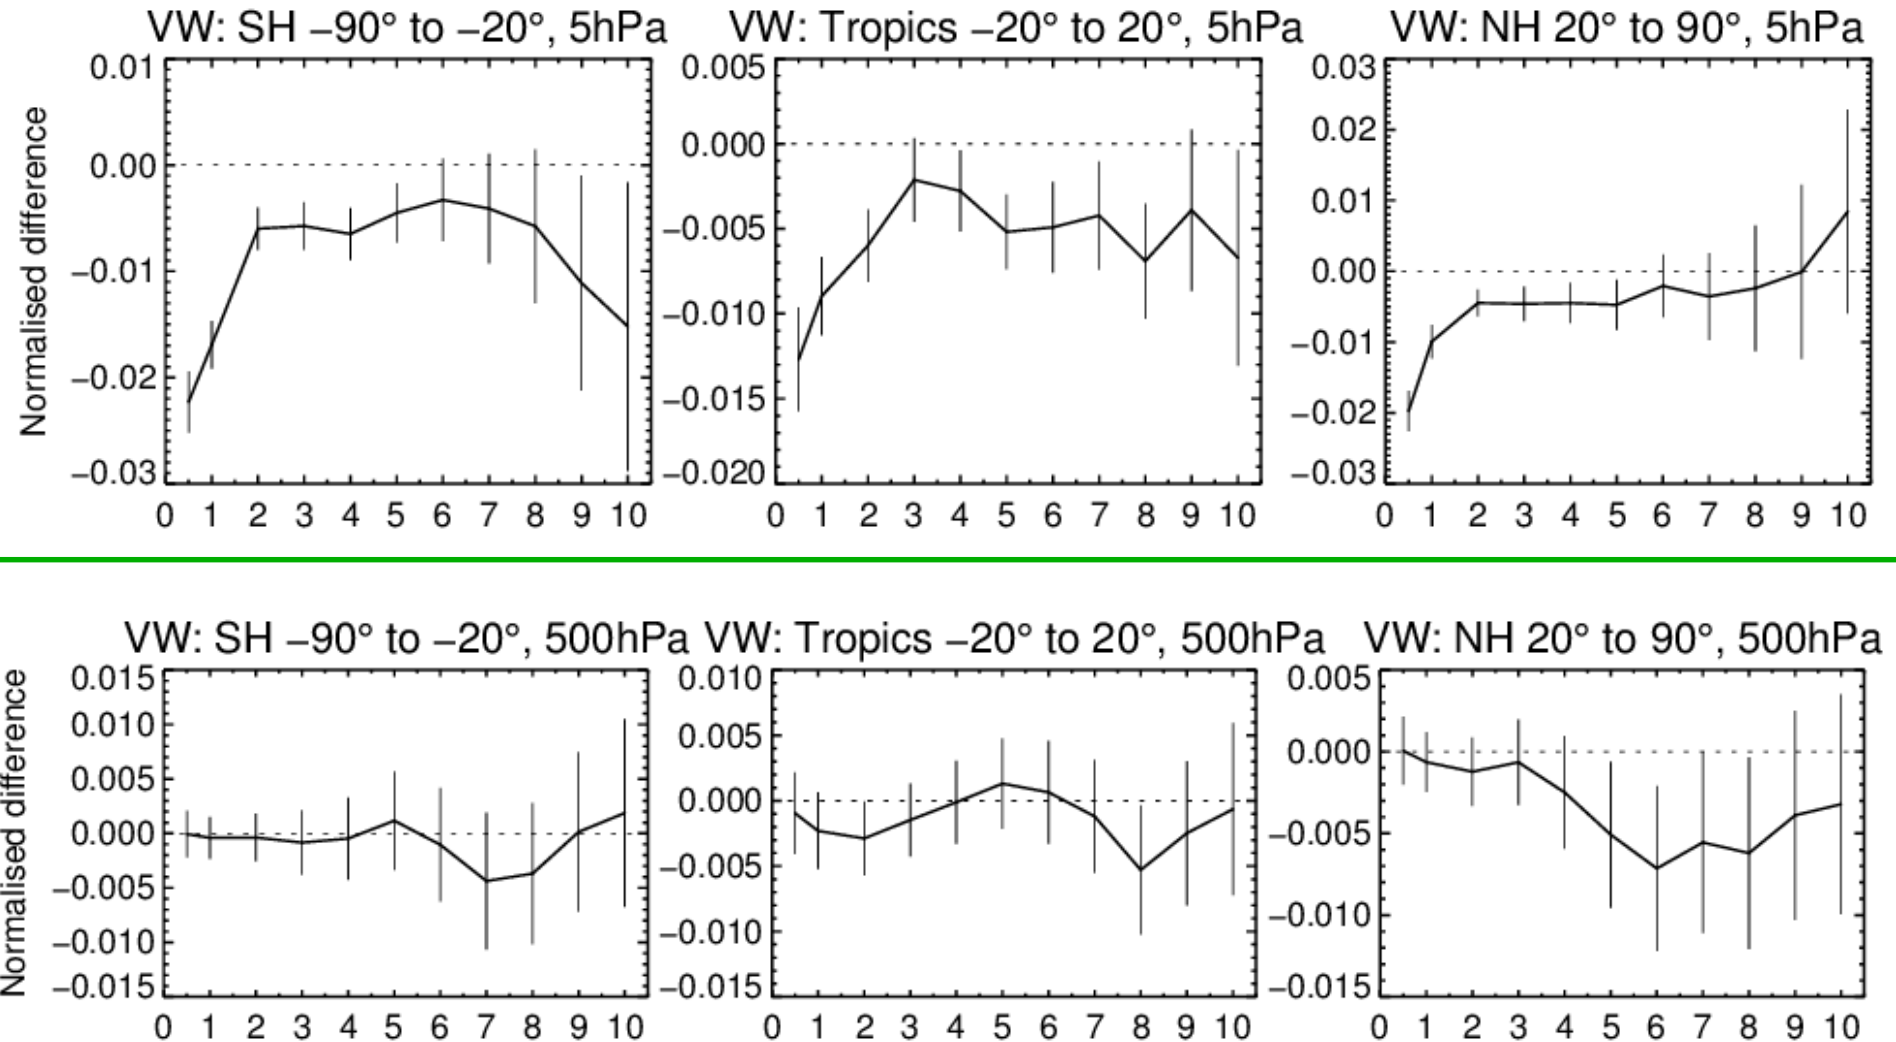 VW: SH −90° to −20°, 5hPa
VW: Tropics −20° to 20°, 5hPa
VW: NH 20° to 90°, 5hPa
Normalised difference
0.01
0.00
−0.01
−0.02
−0.03
0 1 2 3 4 5 6 7 8 9 10
0.005
0.000
−0.005
−0.010
−0.015
−0.020
0 1 2 3 4 5 6 7 8 9 10
0.03
0.02
0.01
0.00
−0.01
−0.02
−0.03
0 1 2 3 4 5 6 7 8 9 10
VW: SH −90° to −20°, 500hPa
VW: Tropics −20° to 20°, 500hPa
VW: NH 20° to 90°, 500hPa
Normalised difference
0.015
0.010
0.005
0.000
−0.005
−0.010
−0.015
0 1 2 3 4 5 6 7 8 9 10
0.010
0.005
0.000
−0.005
−0.010
−0.015
0 1 2 3 4 5 6 7 8 9 10
0.005
0.000
−0.005
−0.010
−0.015
0 1 2 3 4 5 6 7 8 9 10